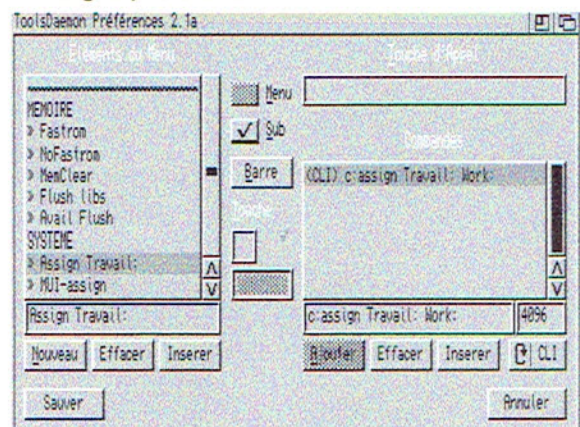 ToolsDaemon Préférences 2.1a
Eléments du Menu
MEMOIRE
» Fastrom
» NoFastrom
» MemClear
» Flush libs
» Avail Flush
SYSTEME
» Assign Travail:
» MUI-assign
Assign Travail:
Nouveau Effacer Inserer
Sauver
Menu
Sub
Barre
Touche d'Appel
Commandes
(CLI) c:assign Travail: Work:
c:assign Travail: Work: 4096
Ajouter Effacer Inserer CLI
Annuler